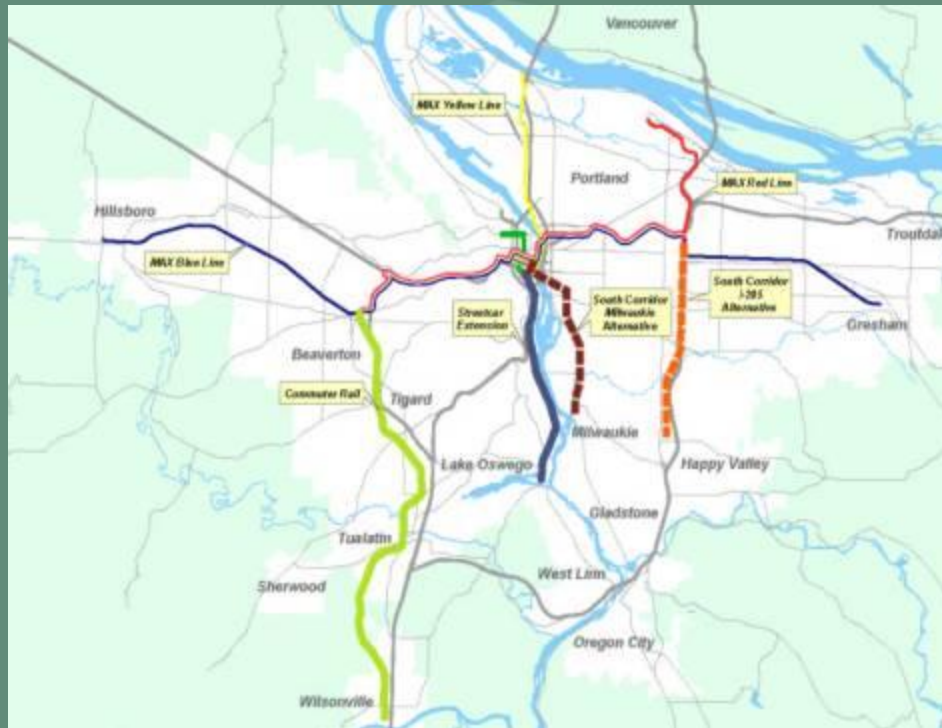 Vancouver
MAX Yellow Line
Portland
MAX Red Line
Hillsboro
Troutdal
MAX Blue Line
South Corridor
I-205
Alternative
South Corridor
Milwaukie
Alternative
Streetcar
Extension
Gresham
Beaverton
Commuter Rail
Tigard
Milwaukie
Lake Oswego
Happy Valley
Gladstone
Tualatin
West Linn
Sherwood
Oregon City
Wilsonville